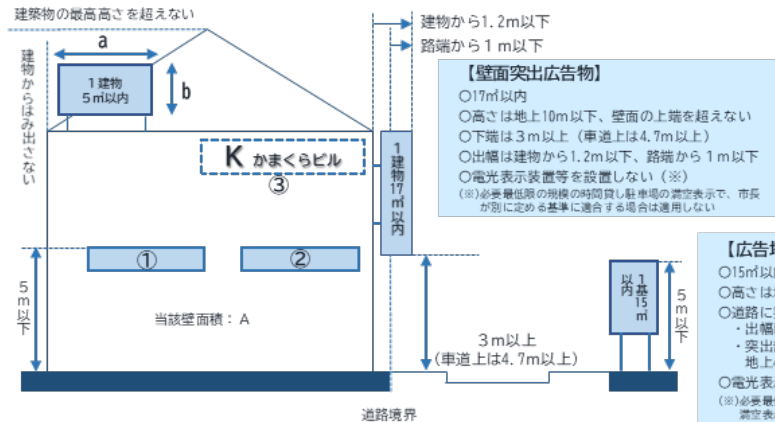 建築物の最高高さを超えない
建物から1.2m以下
路端から1m以下
建物からはみ出さない
a
1建物
5㎡以内
b
【壁面突出広告物】
○17㎡以内
○高さは地上10m以下、壁面の上端を超えない
○下端は3m以上（車道上は4.7m以上）
○出幅は建物から1.2m以下、路端から1m以下
○電光表示装置等を設置しない（※）
(※)必要最低限の規模の時間貸し駐車場の満空表示で、市長
が別に定める基準に適合する場合は適用しない
K かまくらビル
③
1建物17㎡以内
①
②
5m以下
当該壁面積：A
3m以上
(車道上は4.7m以上)
1基15㎡
以内
5m以下
【広告
○15㎡以
○高さは
○道路に
・出幅
・突出
地上
○電光表
(※)必要最
満空表
道路境界